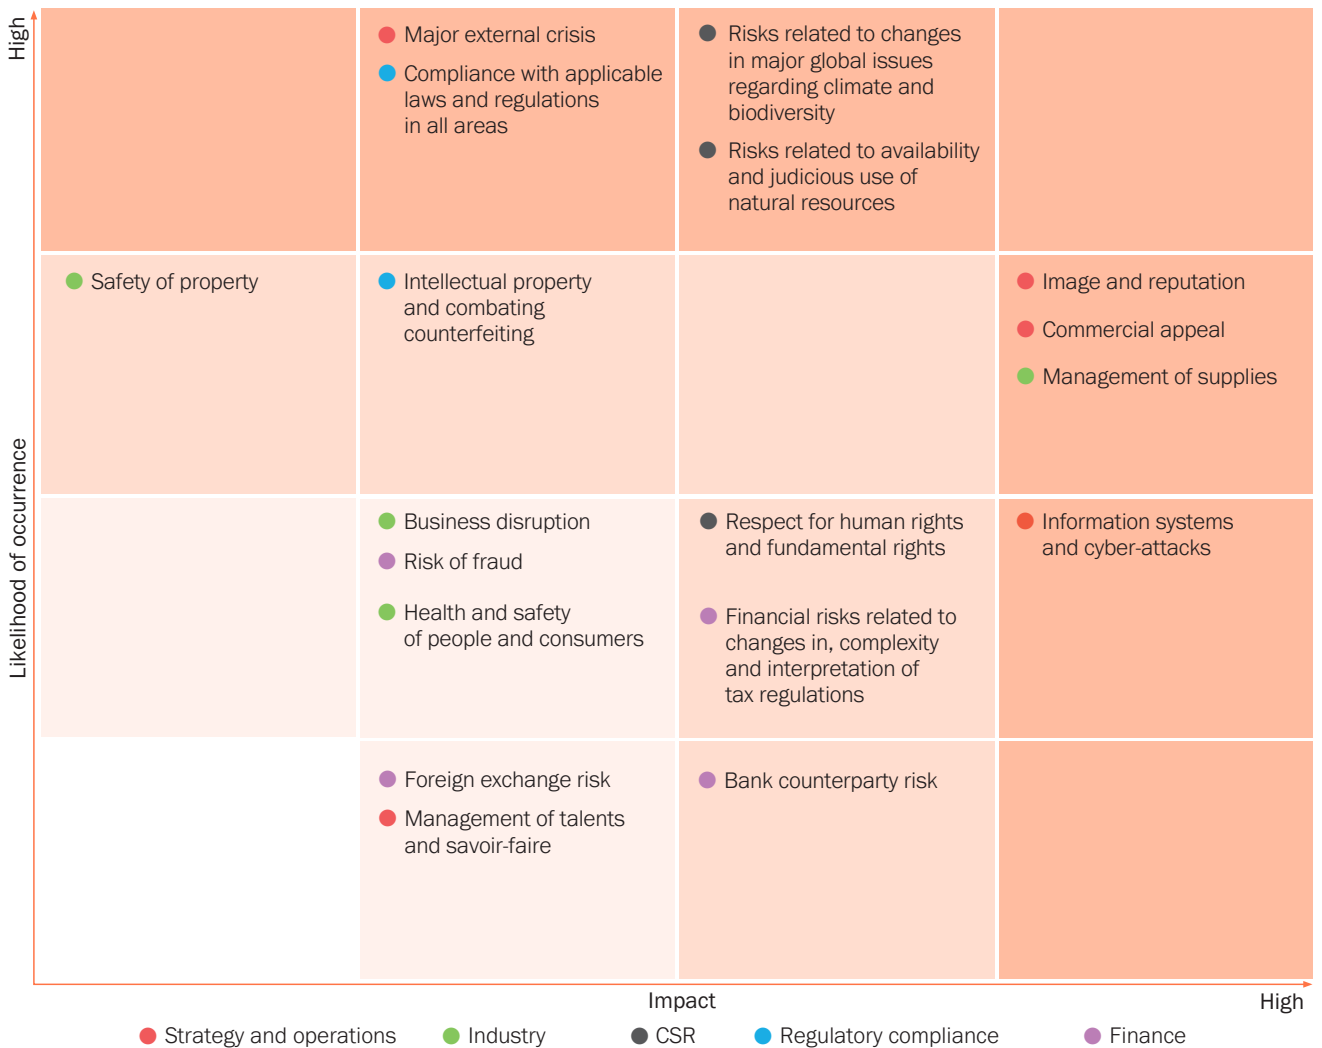 High
Likelihood of occurrence
Major external crisis
Compliance with applicable
laws and regulations
in all areas
Risks related to changes
in major global issues
regarding climate and
biodiversity
Risks related to availability
and judicious use of
natural resources
Safety of property
Intellectual property
and combating
counterfeiting
Image and reputation
Commercial appeal
Management of supplies
Business disruption
Risk of fraud
Health and safety
of people and consumers
Respect for human rights
and fundamental rights
Financial risks related to
changes in, complexity
and interpretation of
tax regulations
Information systems
and cyber-attacks
Foreign exchange risk
Management of talents
and savoir-faire
Bank counterparty risk
Impact
High
Strategy and operations
Industry
CSR
Regulatory compliance
Finance